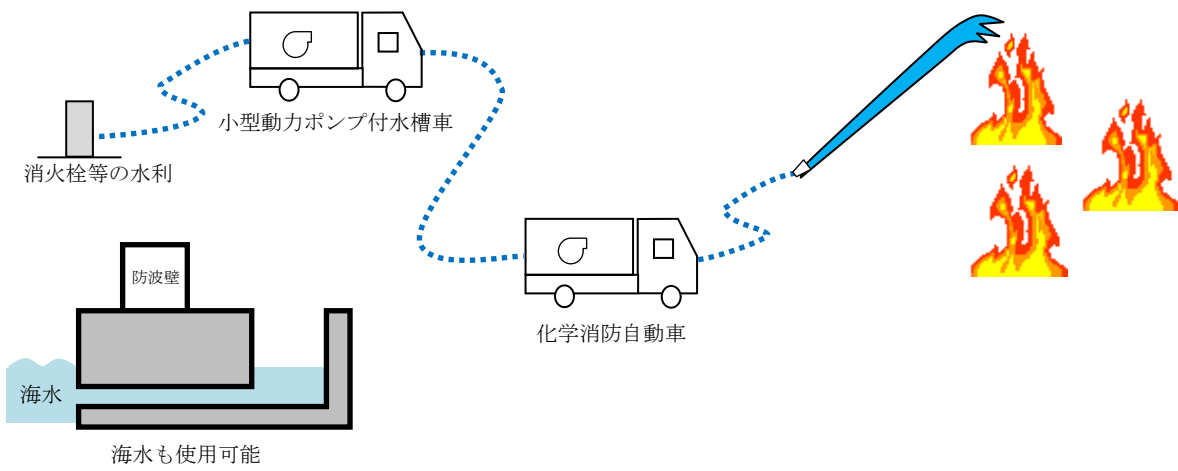 小型動力ポンプ付水槽車
消火栓等の水利
防波壁
化学消防自動車
海水
海水も使用可能